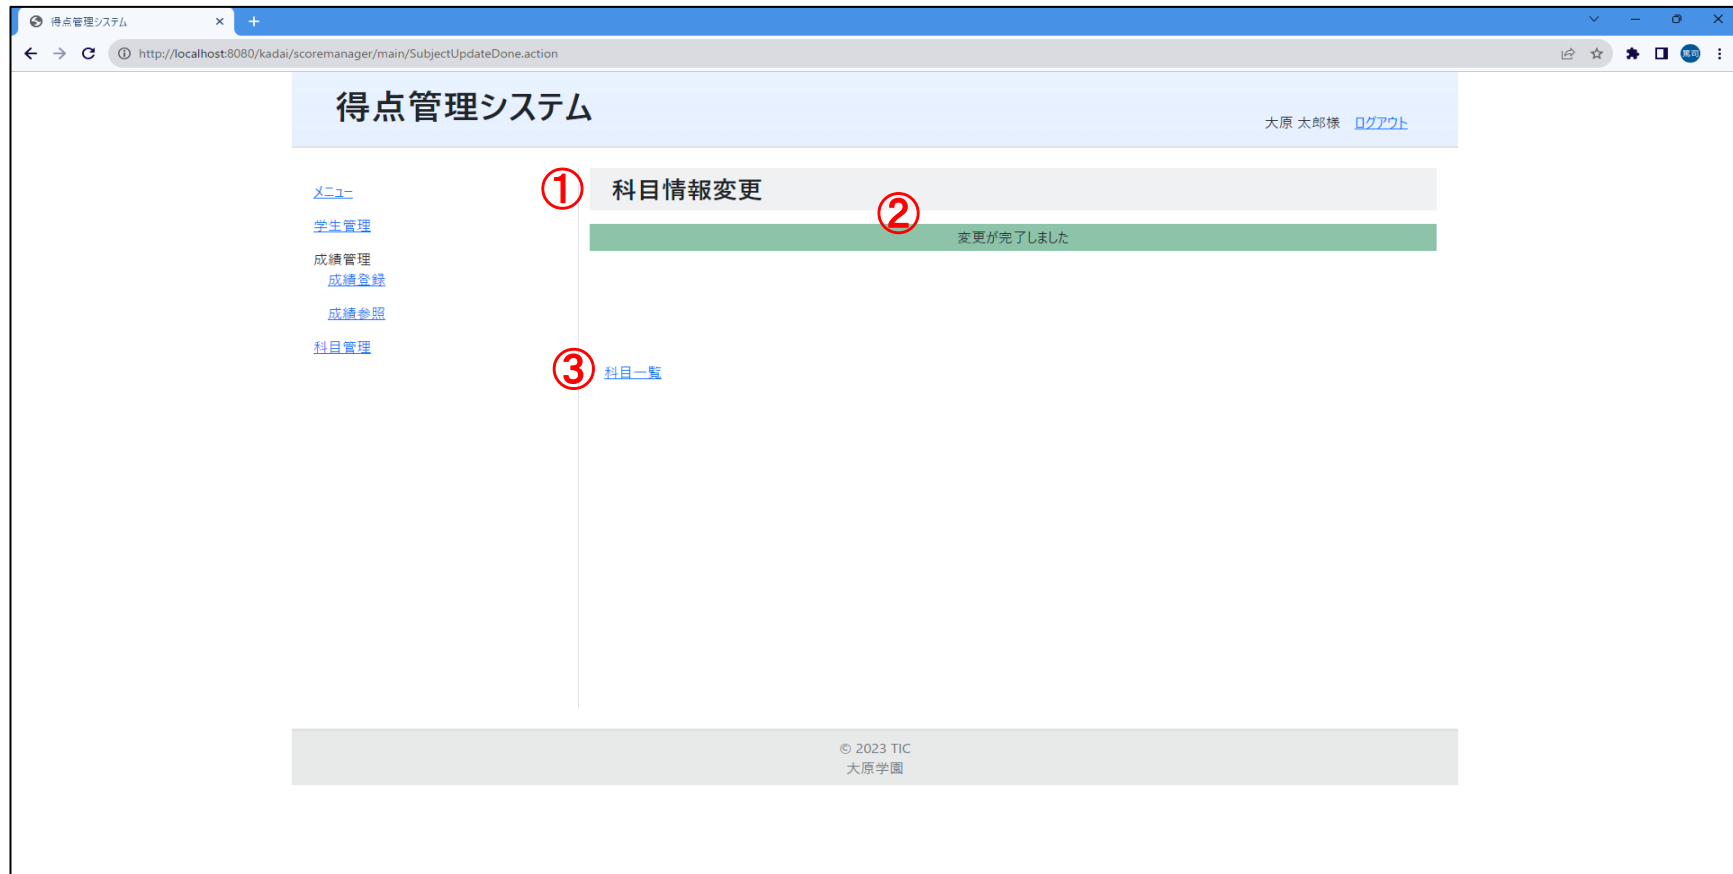 得点管理システム
http://localhost:8080/kadai/scoremanager/main/SubjectUpdateDone.action
篤司
得点管理システム
大原 太郎様 ログアウト
メニュー
学生管理
成績管理
成績登録
成績参照
科目管理
① 科目情報変更
②
変更が完了しました
③ 科目一覧
© 2023 TIC
大原学園